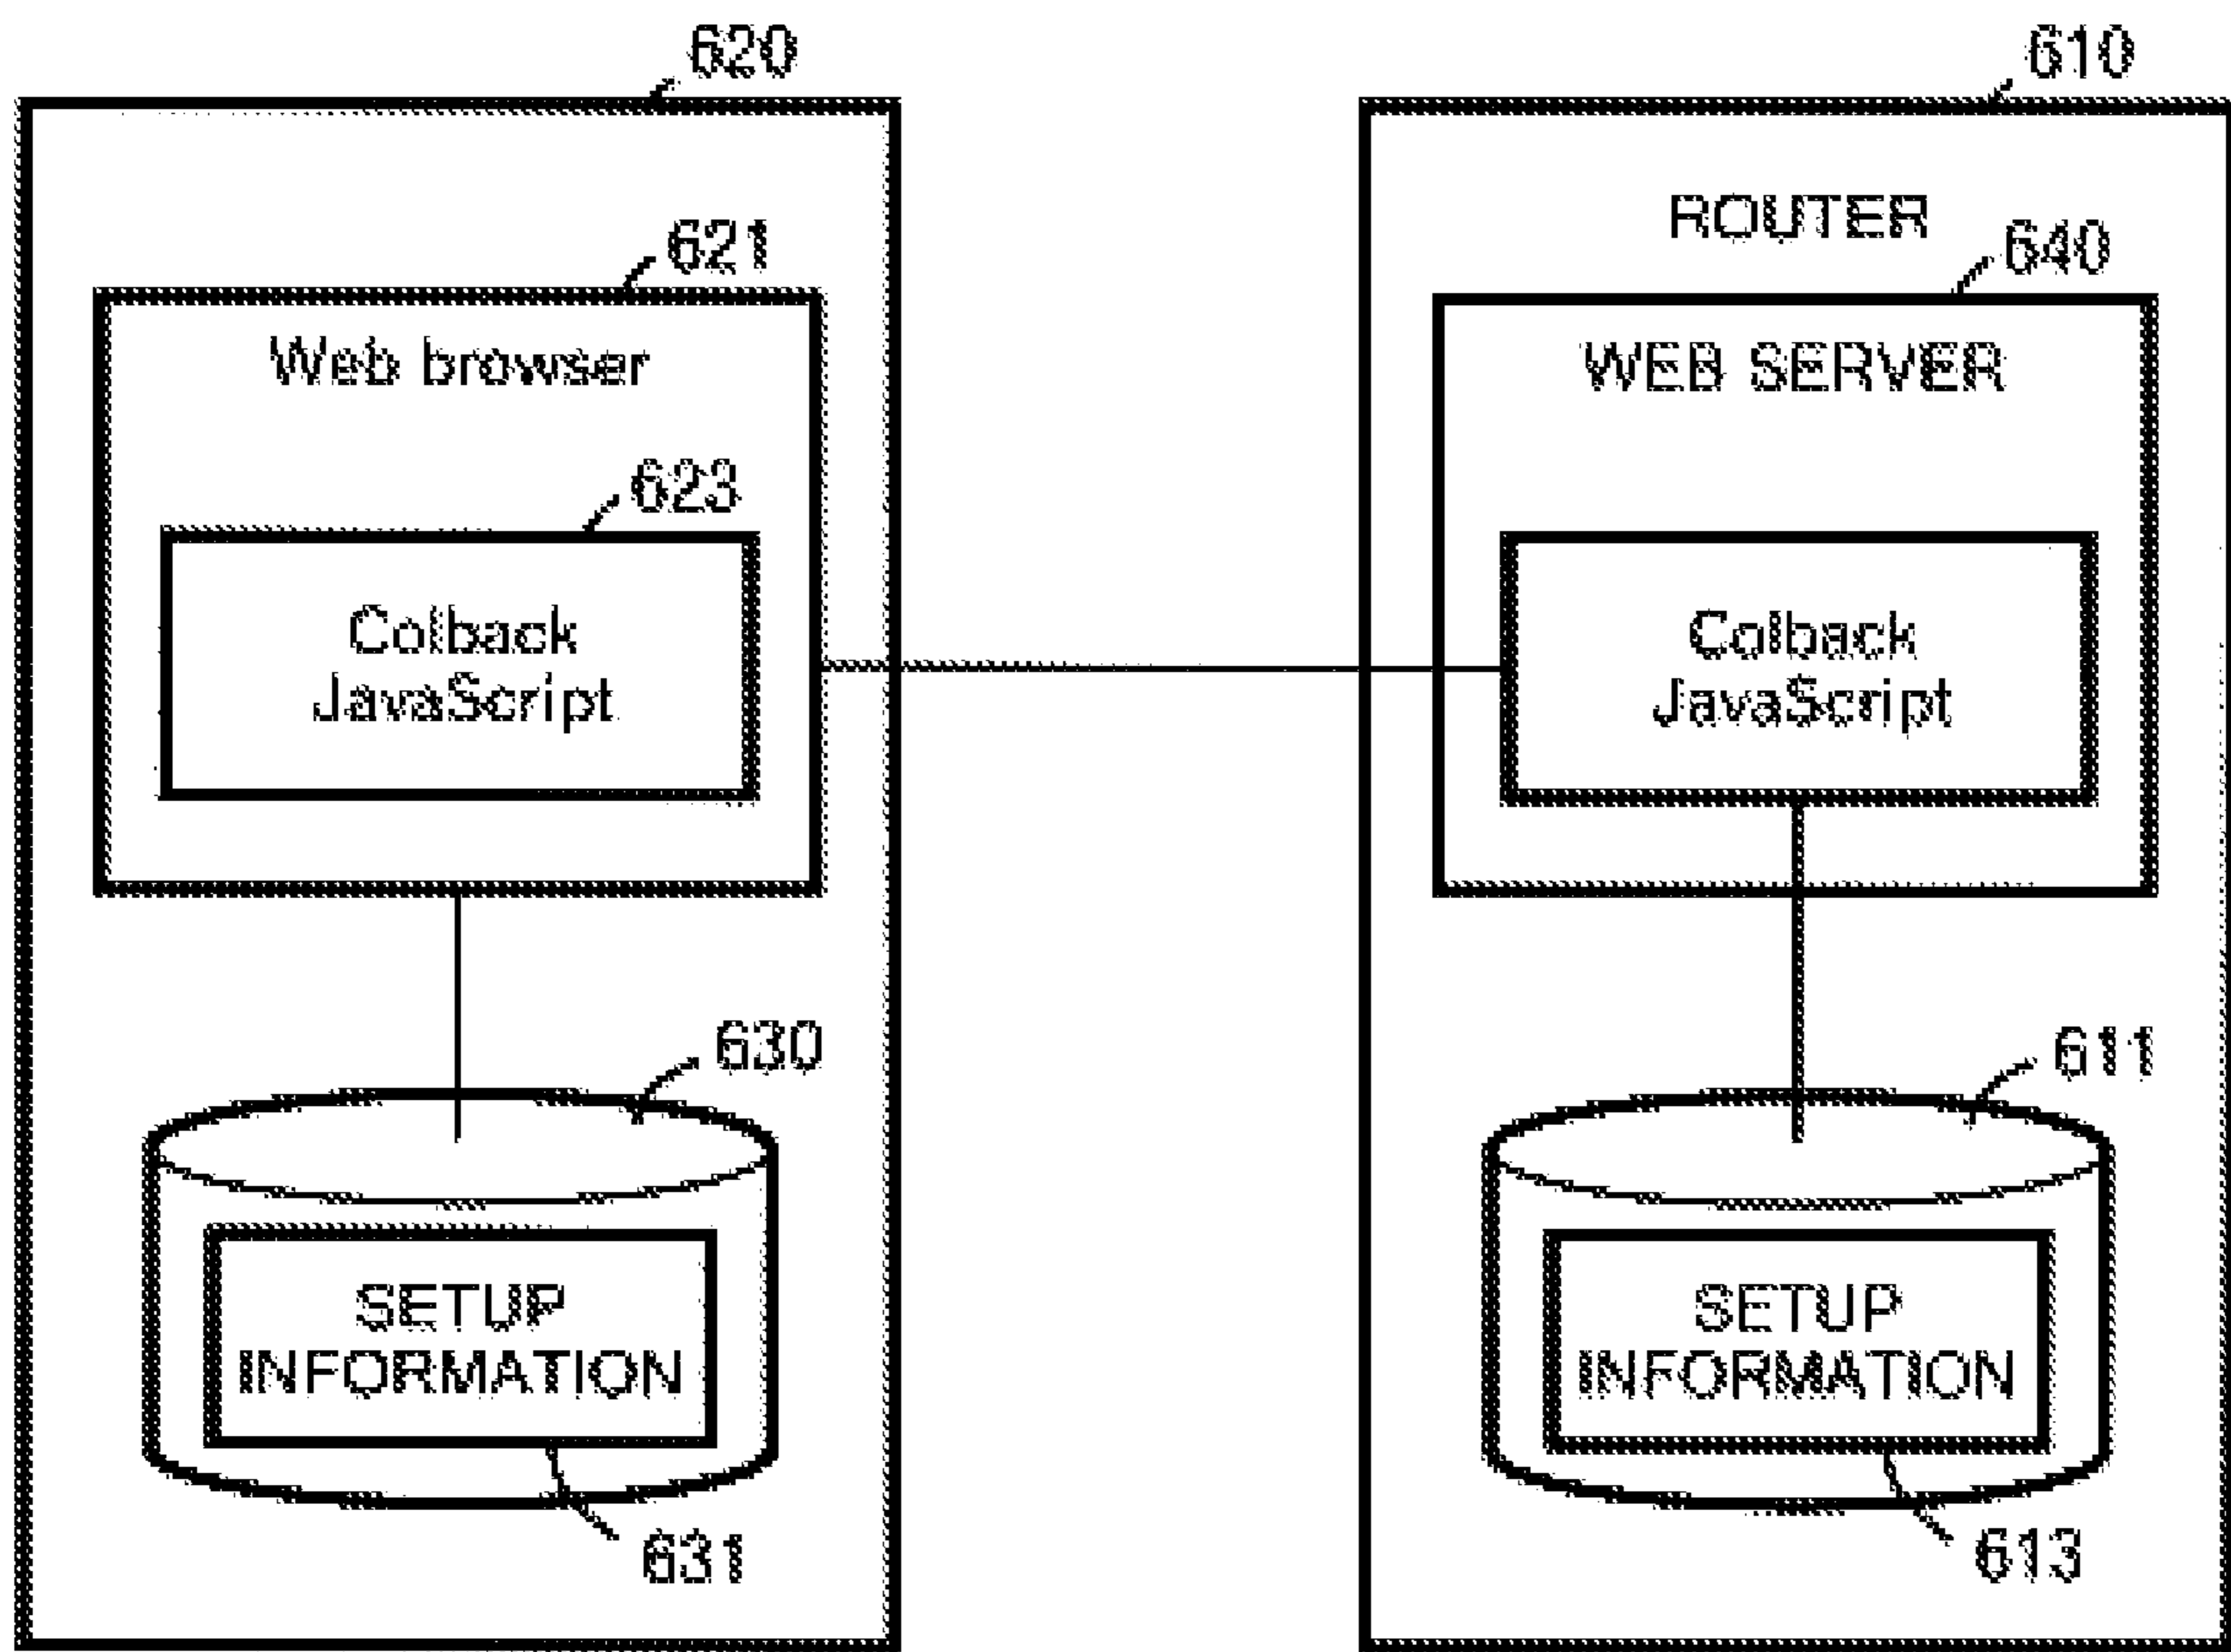 620
621
Web browser
623
Colback
JavaScript
630
SETUP
INFORMATION
631
610
ROUTER
640
WEB SERVER
Colback
JavaScript
611
SETUP
INFORMATION
613